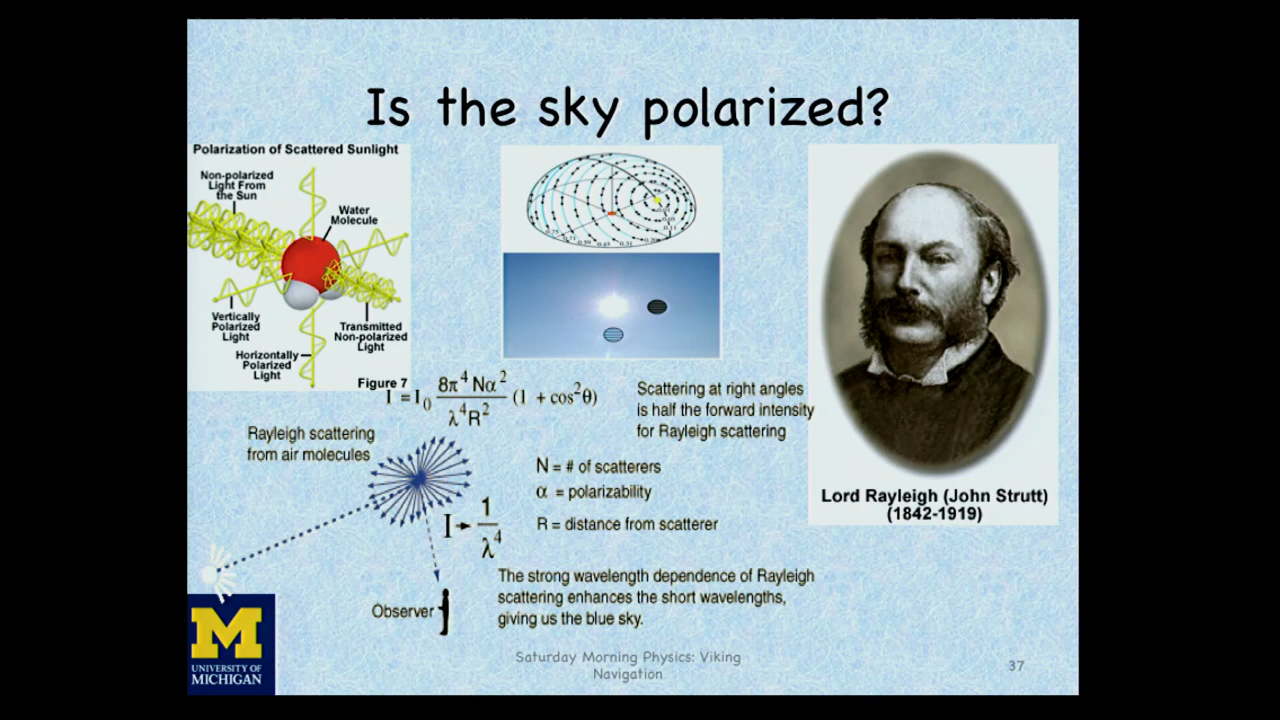 Is the sky polarized?
Polarization of Scattered Sunlight
Non-polarized
Light From
the Sun
Water
Molecule
Vertically
Polarized
Light
Transmitted
Non-polarized
Light
Horizontally
Polarized
Light
Figure 7
I = I₀ 8π⁴Nα² / λ⁴R² (1 + cos²θ)
Scattering at right angles
is half the forward intensity
for Rayleigh scattering
Rayleigh scattering
from air molecules
N = # of scatterers
α = polarizability
R = distance from scatterer
I → 1 / λ⁴
The strong wavelength dependence of Rayleigh
scattering enhances the short wavelengths,
giving us the blue sky.
Observer
Lord Rayleigh (John Strutt)
(1842-1919)
M
UNIVERSITY OF
MICHIGAN
Saturday Morning Physics: Viking
Navigation
37